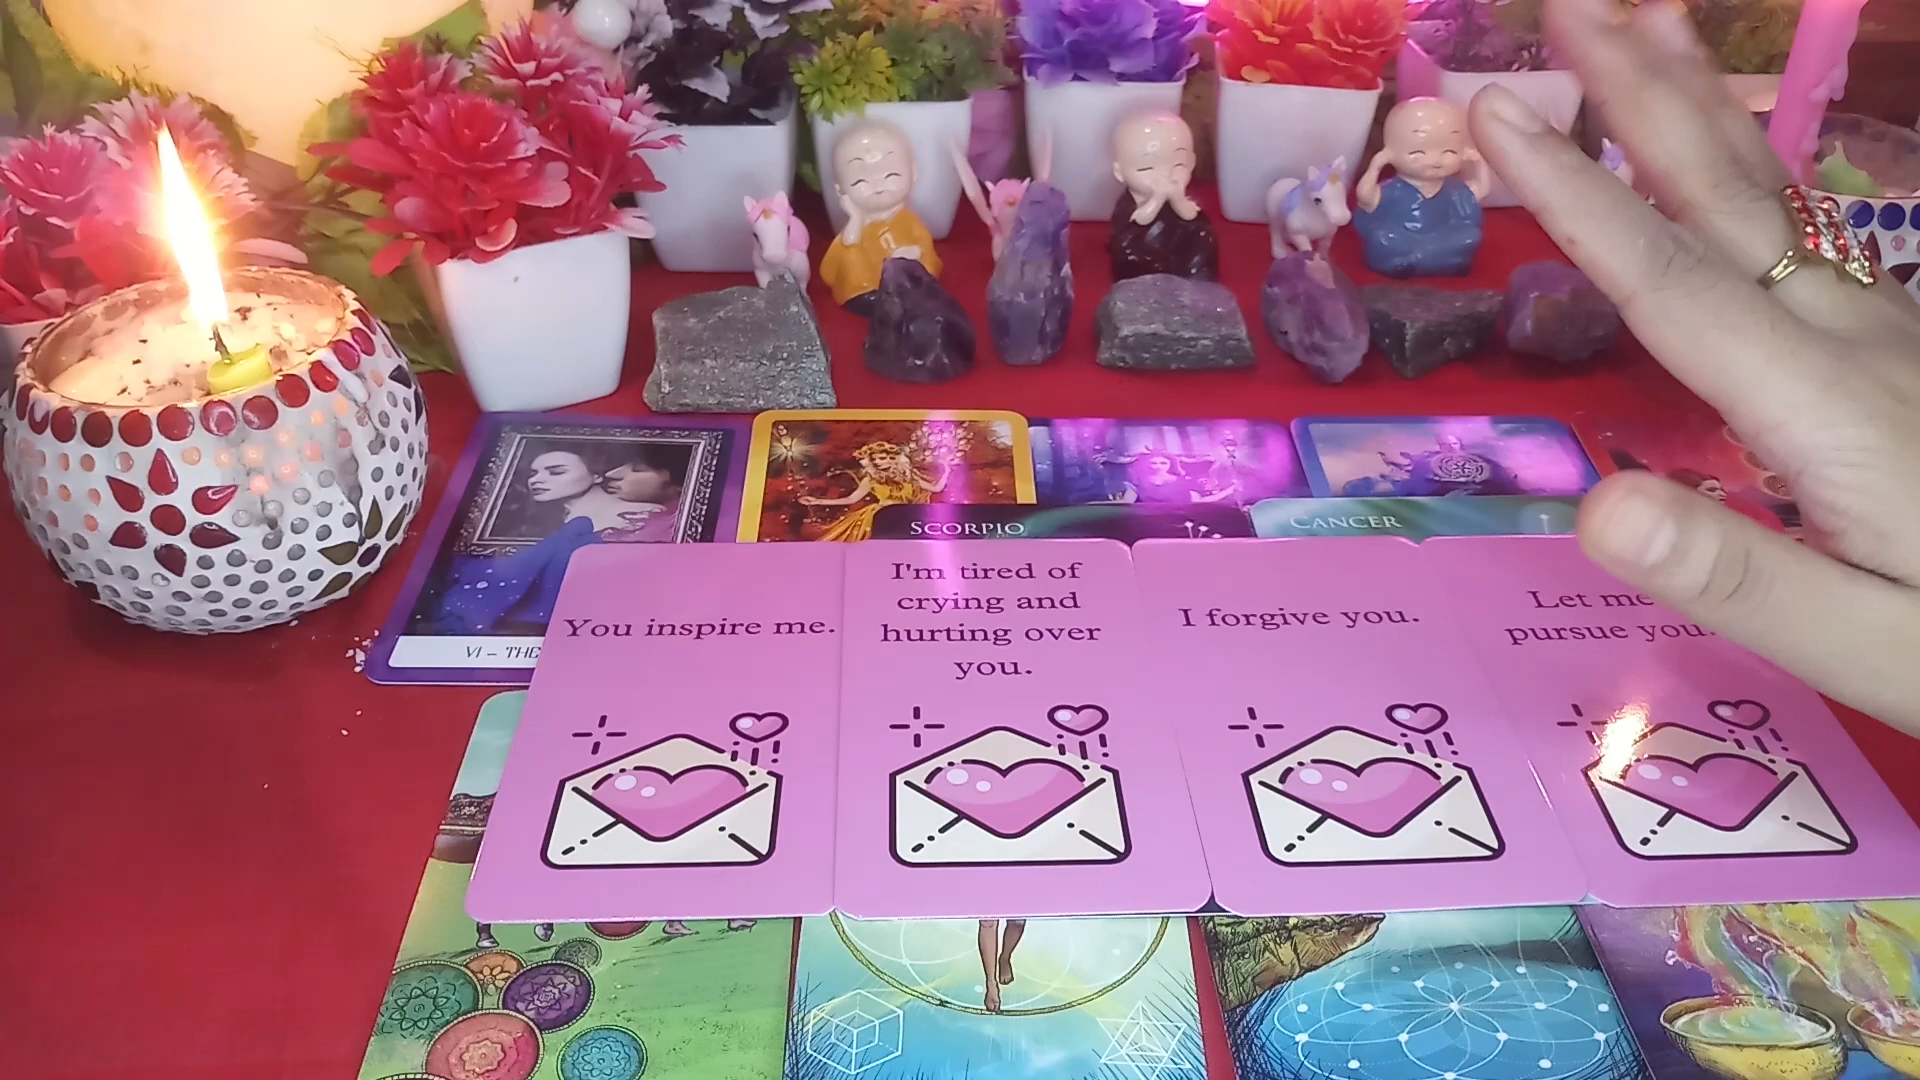 SCORPIO
CANCER
You inspire me.
I'm tired of
crying and
hurting over
you.
I forgive you.
Let me
pursue you.
VI – THE